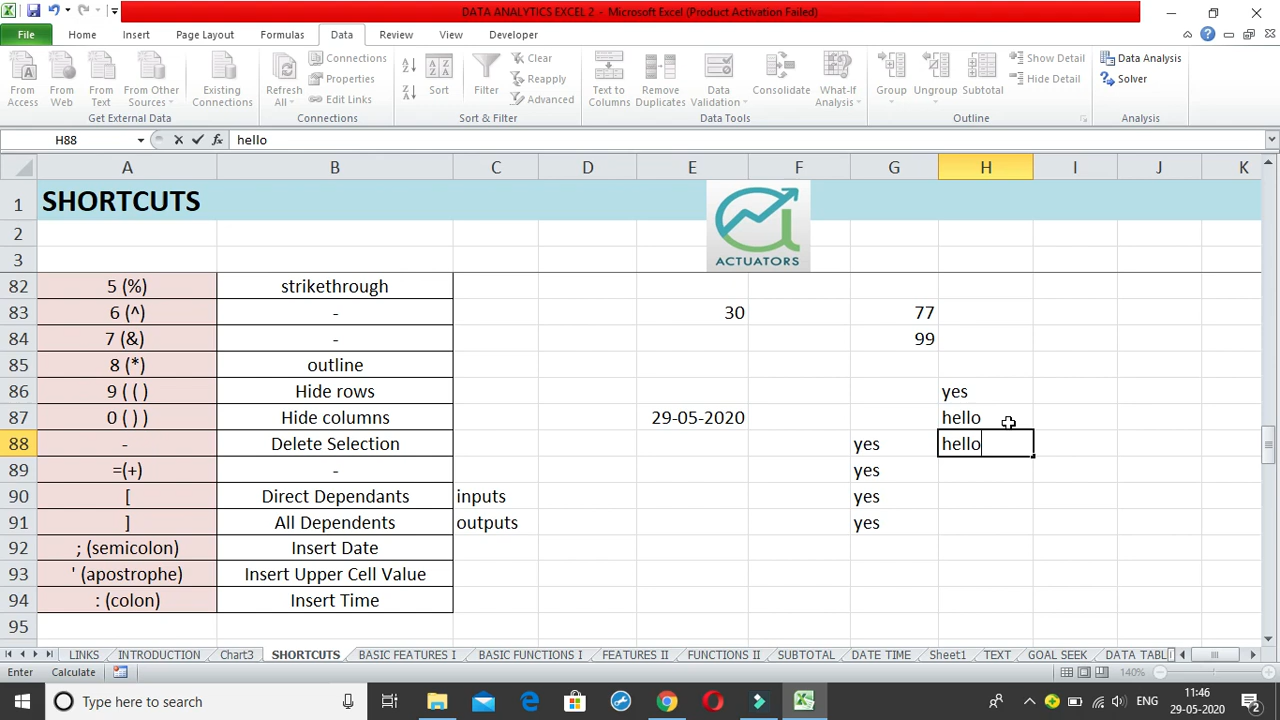 DATA ANALYTICS EXCEL 2 - Microsoft Excel (Product Activation Failed)
File Home Insert Page Layout Formulas Data Review View Developer
From Access
From Web
From Text
From Other Sources
Existing Connections
Get External Data
Refresh All
Connections
Properties
Edit Links
Connections
Sort
Filter
Clear
Reapply
Advanced
Sort & Filter
Text to Columns
Remove Duplicates
Data Validation
Consolidate
What-If Analysis
Data Tools
Group
Ungroup
Subtotal
Show Detail
Hide Detail
Outline
Data Analysis
Solver
Analysis
H88 fx hello
A B C D E F G H I J K
1 SHORTCUTS
ACTUATORS
2
3
82 5 (%) strikethrough
83 6 (^) - 30 77
84 7 (&) - 99
85 8 (*) outline
86 9 ( ( ) Hide rows yes
87 0 ( ) ) Hide columns 29-05-2020 hello
88 - Delete Selection yes hello
89 =(+) - yes
90 [ Direct Dependants inputs yes
91 ] All Dependents outputs yes
92 ; (semicolon) Insert Date
93 ' (apostrophe) Insert Upper Cell Value
94 : (colon) Insert Time
95
LINKS INTRODUCTION Chart3 SHORTCUTS BASIC FEATURES I BASIC FUNCTIONS I FEATURES II FUNCTIONS II SUBTOTAL DATE TIME Sheet1 TEXT GOAL SEEK DATA TABL
Enter Calculate 140%
Type here to search
ENG
11:46
29-05-2020
2